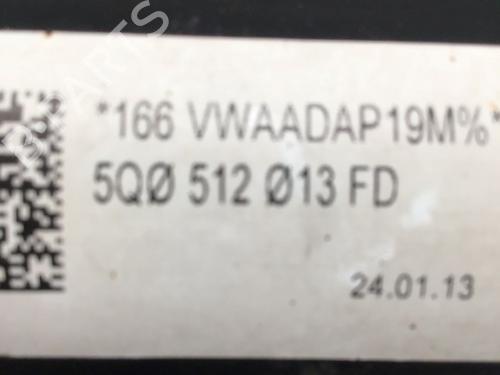 *166 VWAADAP19M%*
5QØ 512 Ø13 FD
24.01.13